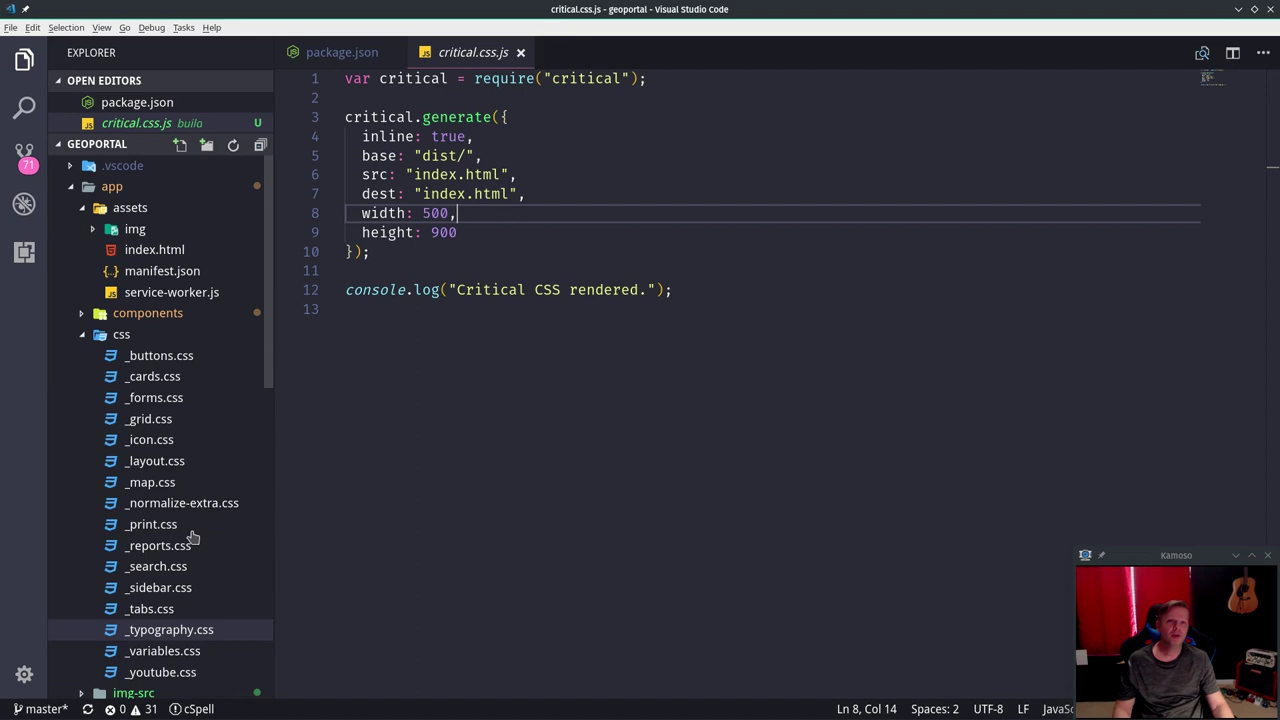 critical.css.js - geoportal - Visual Studio Code
File Edit Selection View Go Debug Tasks Help
EXPLORER
package.json
critical.css.js
OPEN EDITORS
package.json
critical.css.js build U
GEOPORTAL
.vscode
app
assets
img
index.html
manifest.json
service-worker.js
components
css
_buttons.css
_cards.css
_forms.css
_grid.css
_icon.css
_layout.css
_map.css
_normalize-extra.css
_print.css
_reports.css
_search.css
_sidebar.css
_tabs.css
_typography.css
_variables.css
_youtube.css
img-src
71
1 var critical = require("critical");
2
3 critical.generate({
4 inline: true,
5 base: "dist/",
6 src: "index.html",
7 dest: "index.html",
8 width: 500,
9 height: 900
10 });
11
12 console.log("Critical CSS rendered.");
13
Kamoso
master* 0 31 cSpell
Ln 8, Col 14 Spaces: 2 UTF-8 LF JavaSc